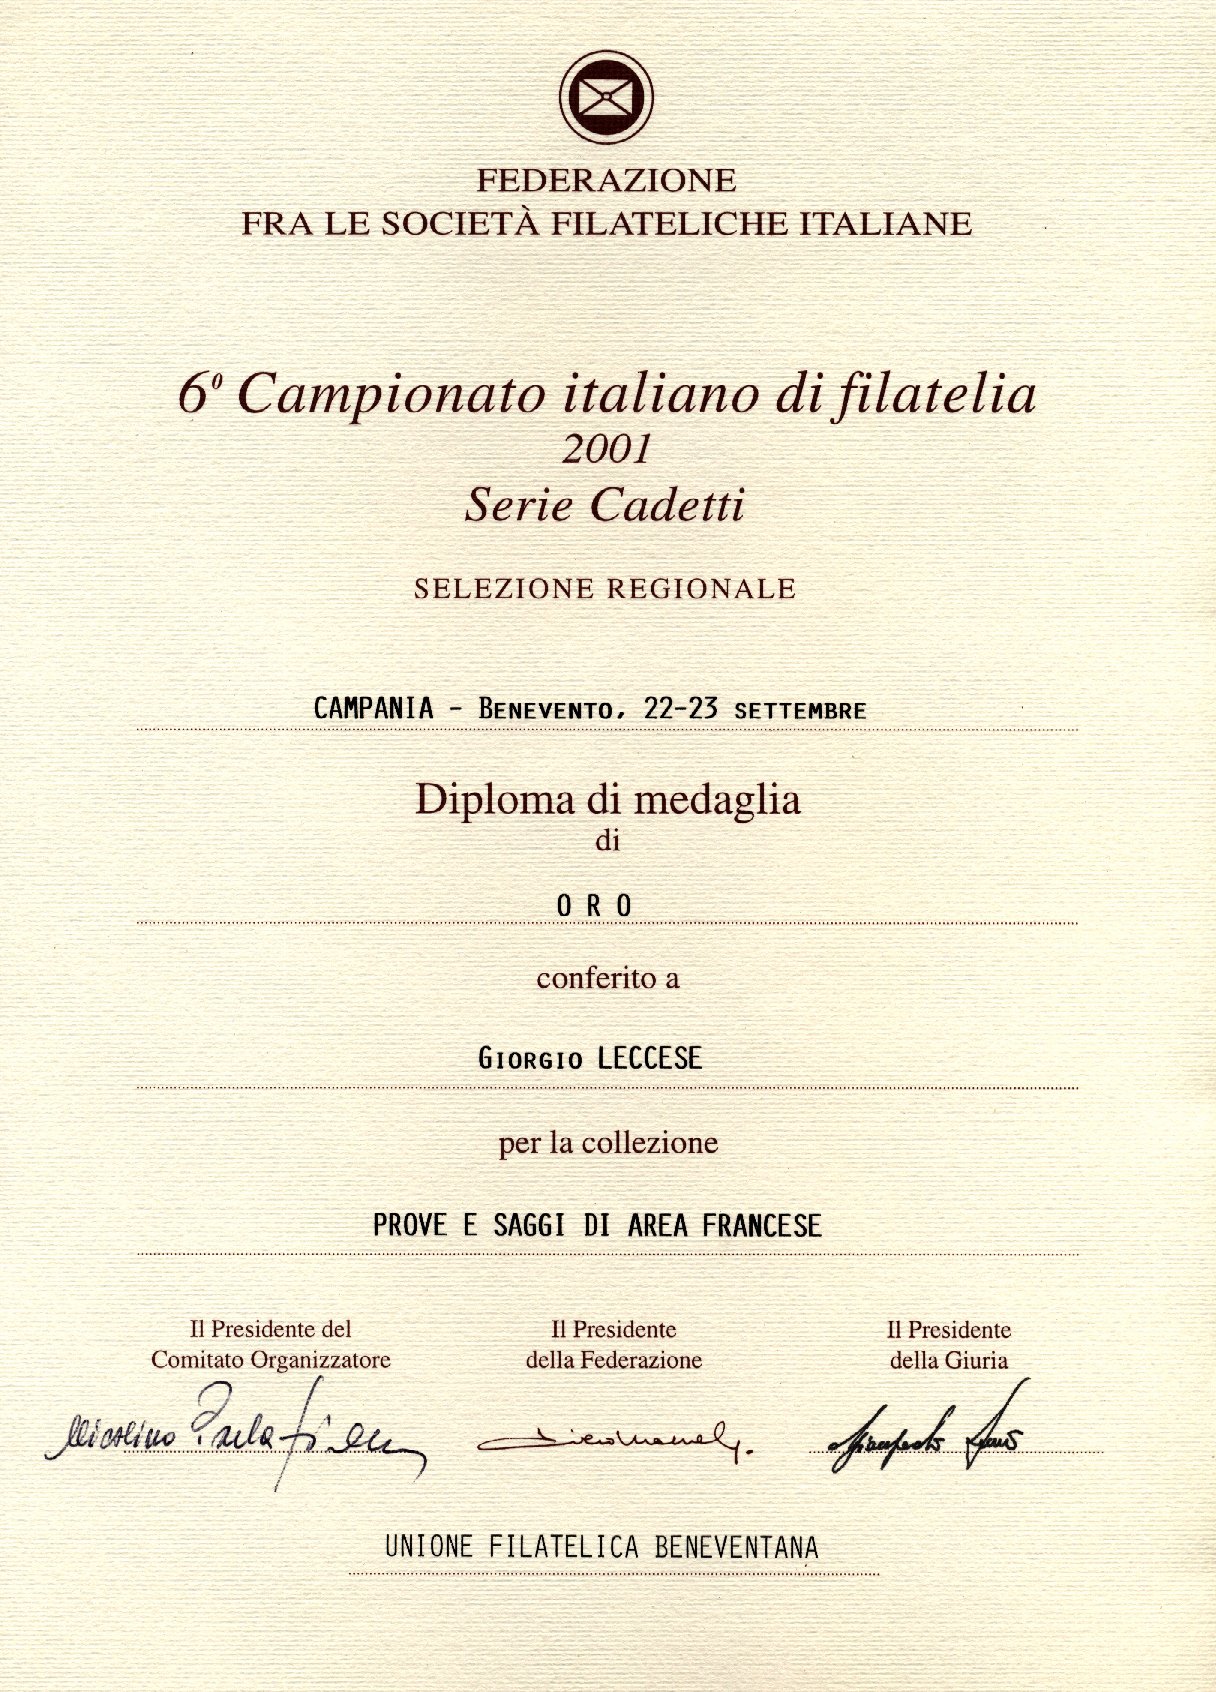 FEDERAZIONE
FRA LE SOCIETÀ FILATELICHE ITALIANE
6º Campionato italiano di filatelia
2001
Serie Cadetti
SELEZIONE REGIONALE
CAMPANIA - BENEVENTO, 22-23 SETTEMBRE
Diploma di medaglia
di
O R O
conferito a
GIORGIO LECCESE
per la collezione
PROVE E SAGGI DI AREA FRANCESE
Il Presidente del
Comitato Organizzatore
Il Presidente
della Federazione
Il Presidente
della Giuria
UNIONE FILATELICA BENEVENTANA